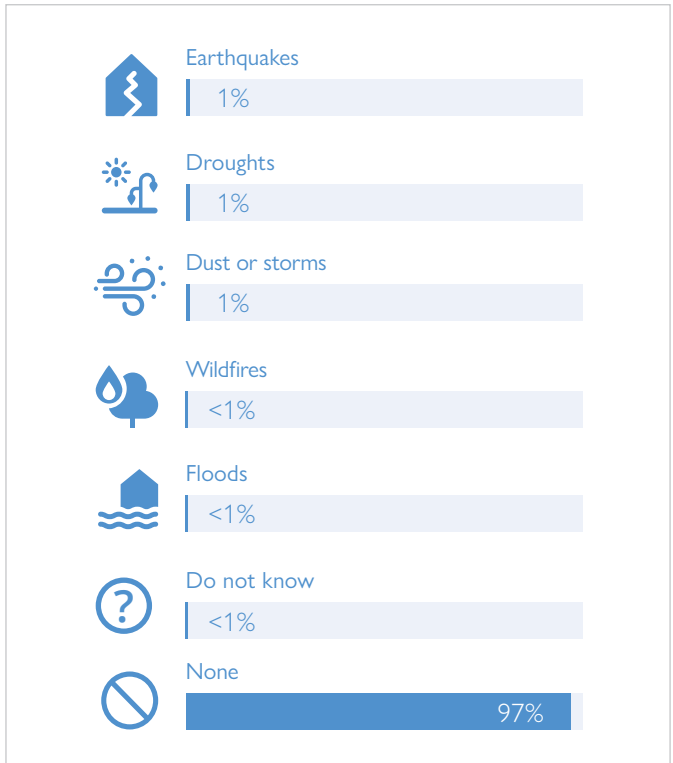 Earthquakes
1%
Droughts
1%
Dust or storms
1%
Wildfires
<1%
Floods
<1%
?
Do not know
<1%
None
97%